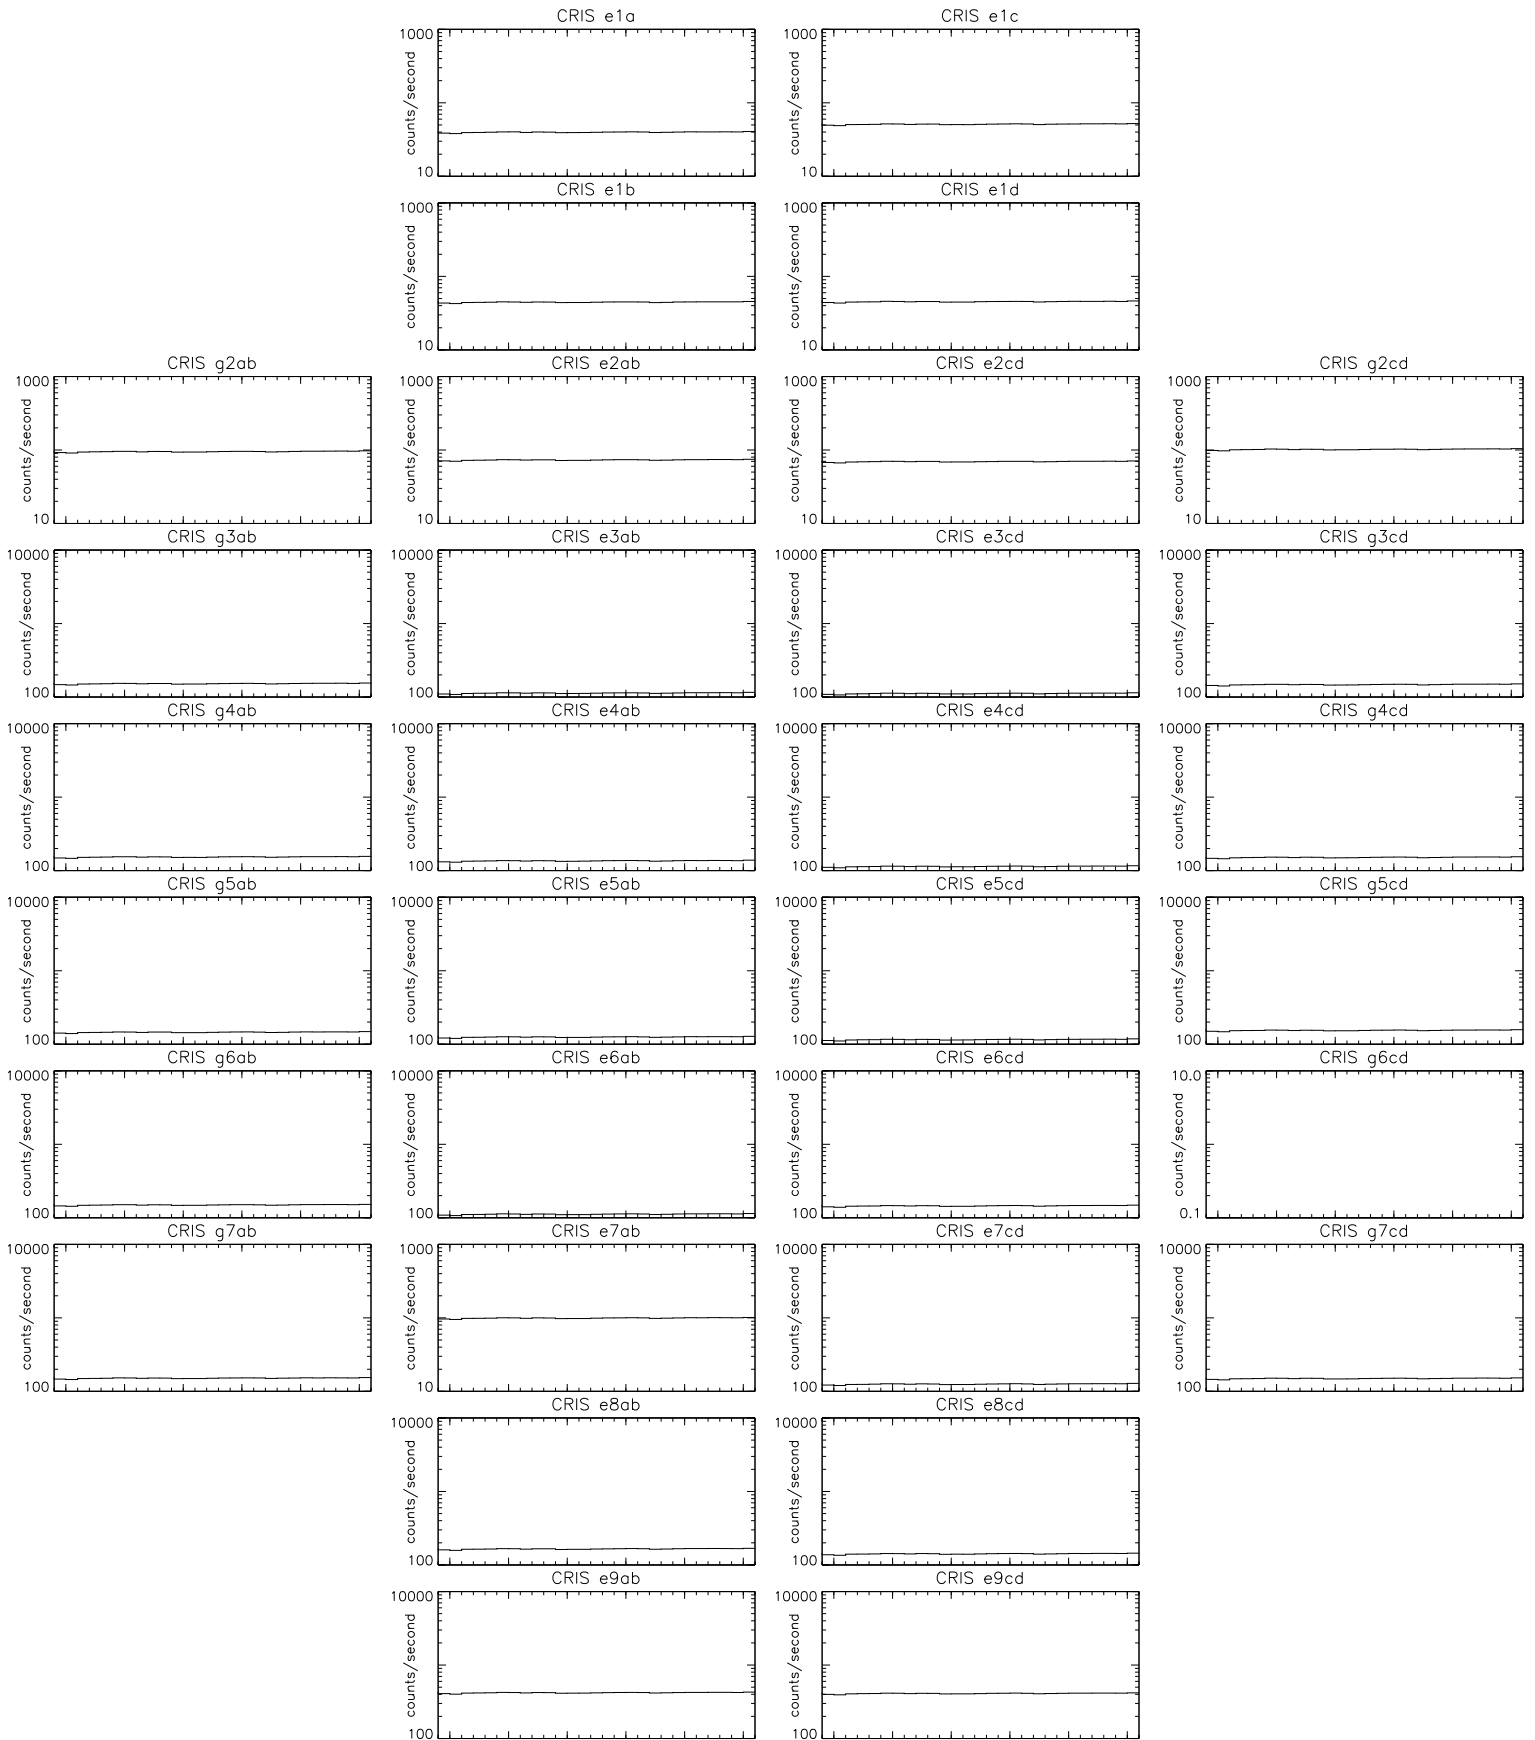 CRIS e1a
CRIS e1c
1000
counts/second
10
1000
counts/second
10
CRIS e1b
CRIS e1d
1000
counts/second
10
1000
counts/second
10
CRIS g2ab
CRIS e2ab
CRIS e2cd
CRIS g2cd
1000
counts/second
10
1000
counts/second
10
1000
counts/second
10
1000
counts/second
10
CRIS g3ab
CRIS e3ab
CRIS e3cd
CRIS g3cd
10000
counts/second
100
10000
counts/second
100
10000
counts/second
100
10000
counts/second
100
CRIS g4ab
CRIS e4ab
CRIS e4cd
CRIS g4cd
10000
counts/second
100
10000
counts/second
100
10000
counts/second
100
10000
counts/second
100
CRIS g5ab
CRIS e5ab
CRIS e5cd
CRIS g5cd
10000
counts/second
100
10000
counts/second
100
10000
counts/second
100
10000
counts/second
100
CRIS g6ab
CRIS e6ab
CRIS e6cd
CRIS g6cd
10000
counts/second
100
10000
counts/second
100
10000
counts/second
100
10.0
counts/second
0.1
CRIS g7ab
CRIS e7ab
CRIS e7cd
CRIS g7cd
10000
counts/second
100
1000
counts/second
10
10000
counts/second
100
10000
counts/second
100
CRIS e8ab
CRIS e8cd
10000
counts/second
100
10000
counts/second
100
CRIS e9ab
CRIS e9cd
10000
counts/second
100
10000
counts/second
100